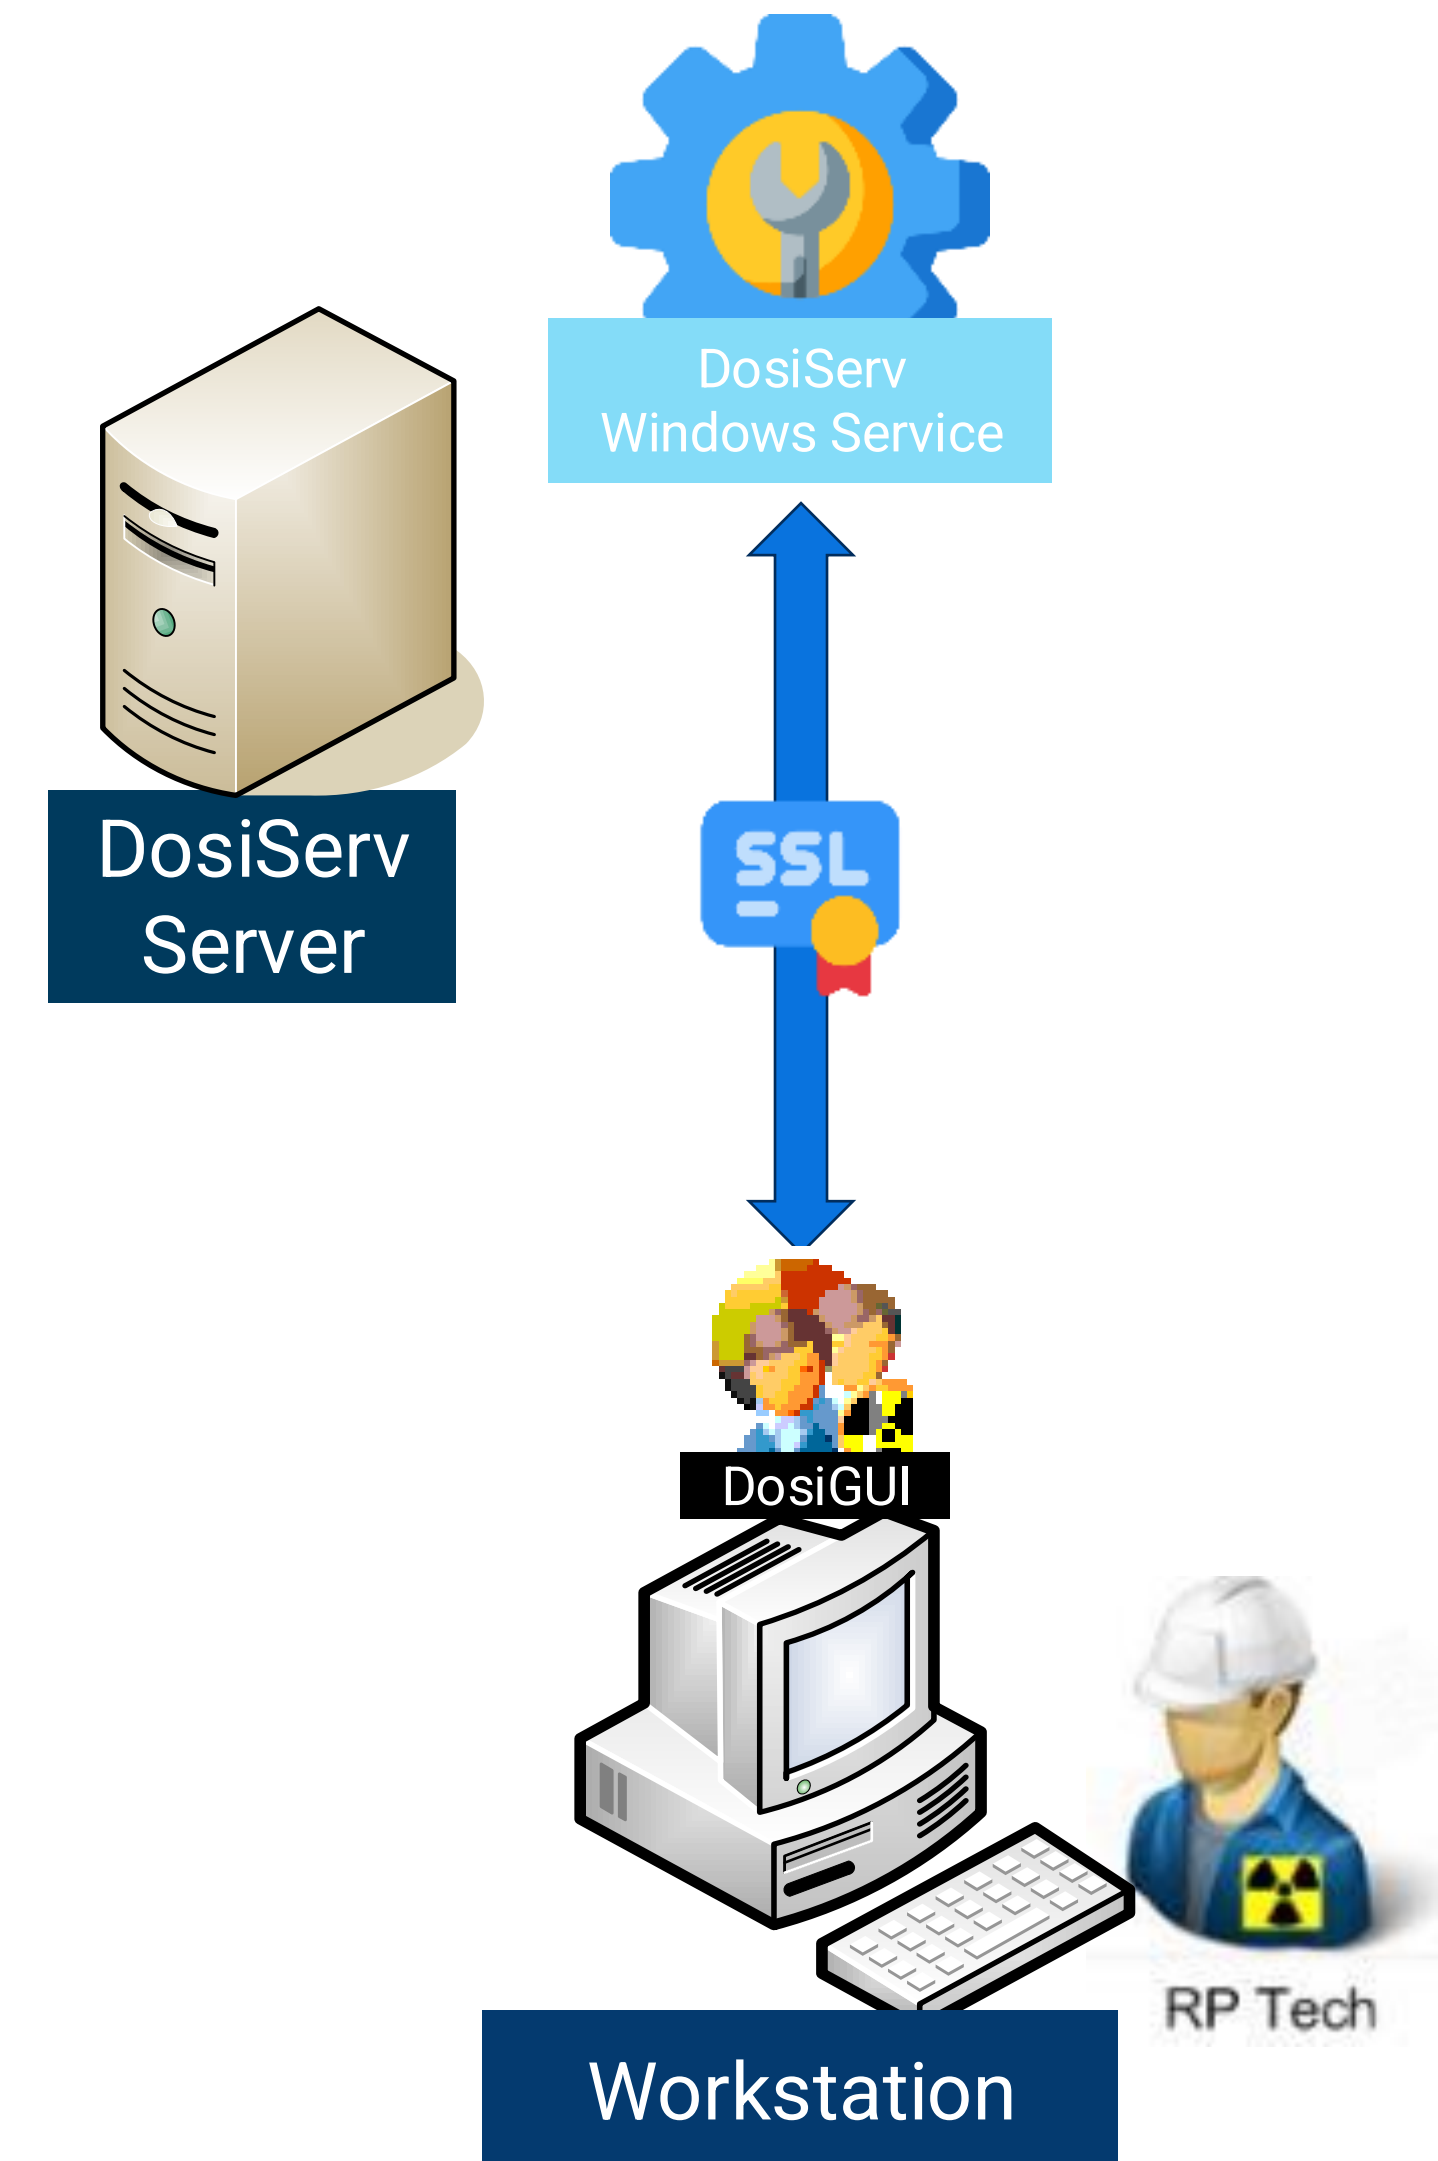 DosiServ
Windows Service
DosiServ
Server
SSL
DosiGUI
RP Tech
Workstation